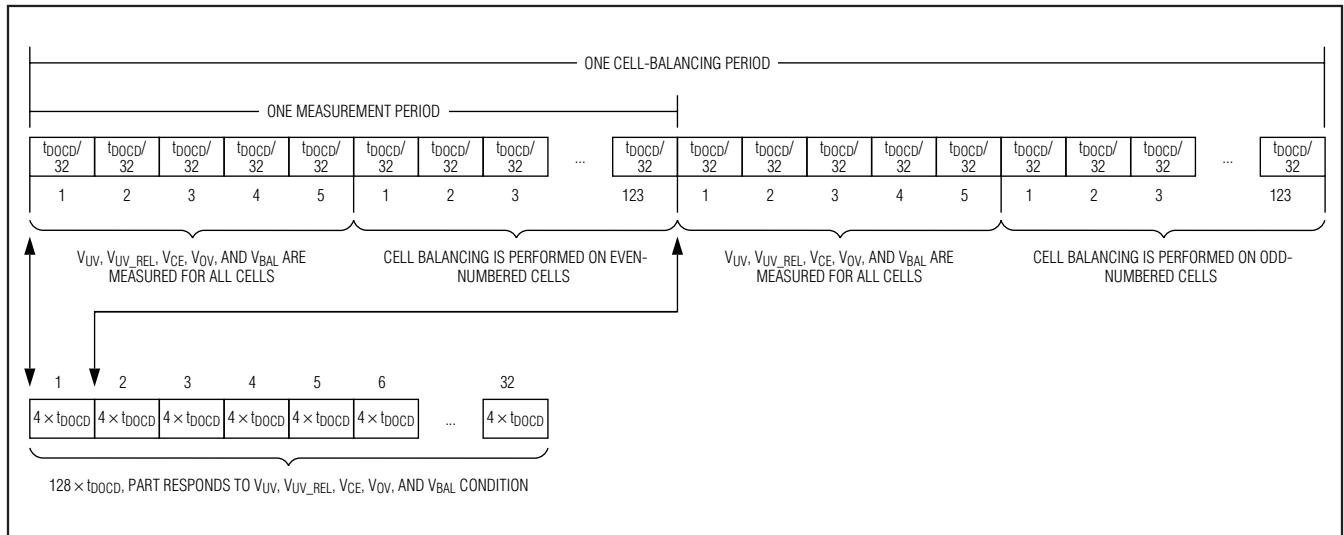 ONE CELL-BALANCING PERIOD
ONE MEASUREMENT PERIOD
tDOCD/ tDOCD/ tDOCD/ tDOCD/ tDOCD/ tDOCD/ tDOCD/ tDOCD/ tDOCD/ tDOCD/ tDOCD/ tDOCD/ tDOCD/ tDOCD/ tDOCD/ tDOCD/ tDOCD/ tDOCD/
32 32 32 32 32 32 32 32 ... 32 32 32 32 32 32 32 32 32 ... 32
1 2 3 4 5 1 2 3 123 1 2 3 4 5 1 2 3 123
VUV, VUV_REL, VCE, VOV, AND VBAL ARE
MEASURED FOR ALL CELLS
CELL BALANCING IS PERFORMED ON EVEN-
NUMBERED CELLS
VUV, VUV_REL, VCE, VOV, AND VBAL ARE
MEASURED FOR ALL CELLS
CELL BALANCING IS PERFORMED ON ODD-
NUMBERED CELLS
1 2 3 4 5 6 32
4 × tDOCD 4 × tDOCD 4 × tDOCD 4 × tDOCD 4 × tDOCD 4 × tDOCD ... 4 × tDOCD
128 × tDOCD, PART RESPONDS TO VUV, VUV_REL, VCE, VOV, AND VBAL CONDITION